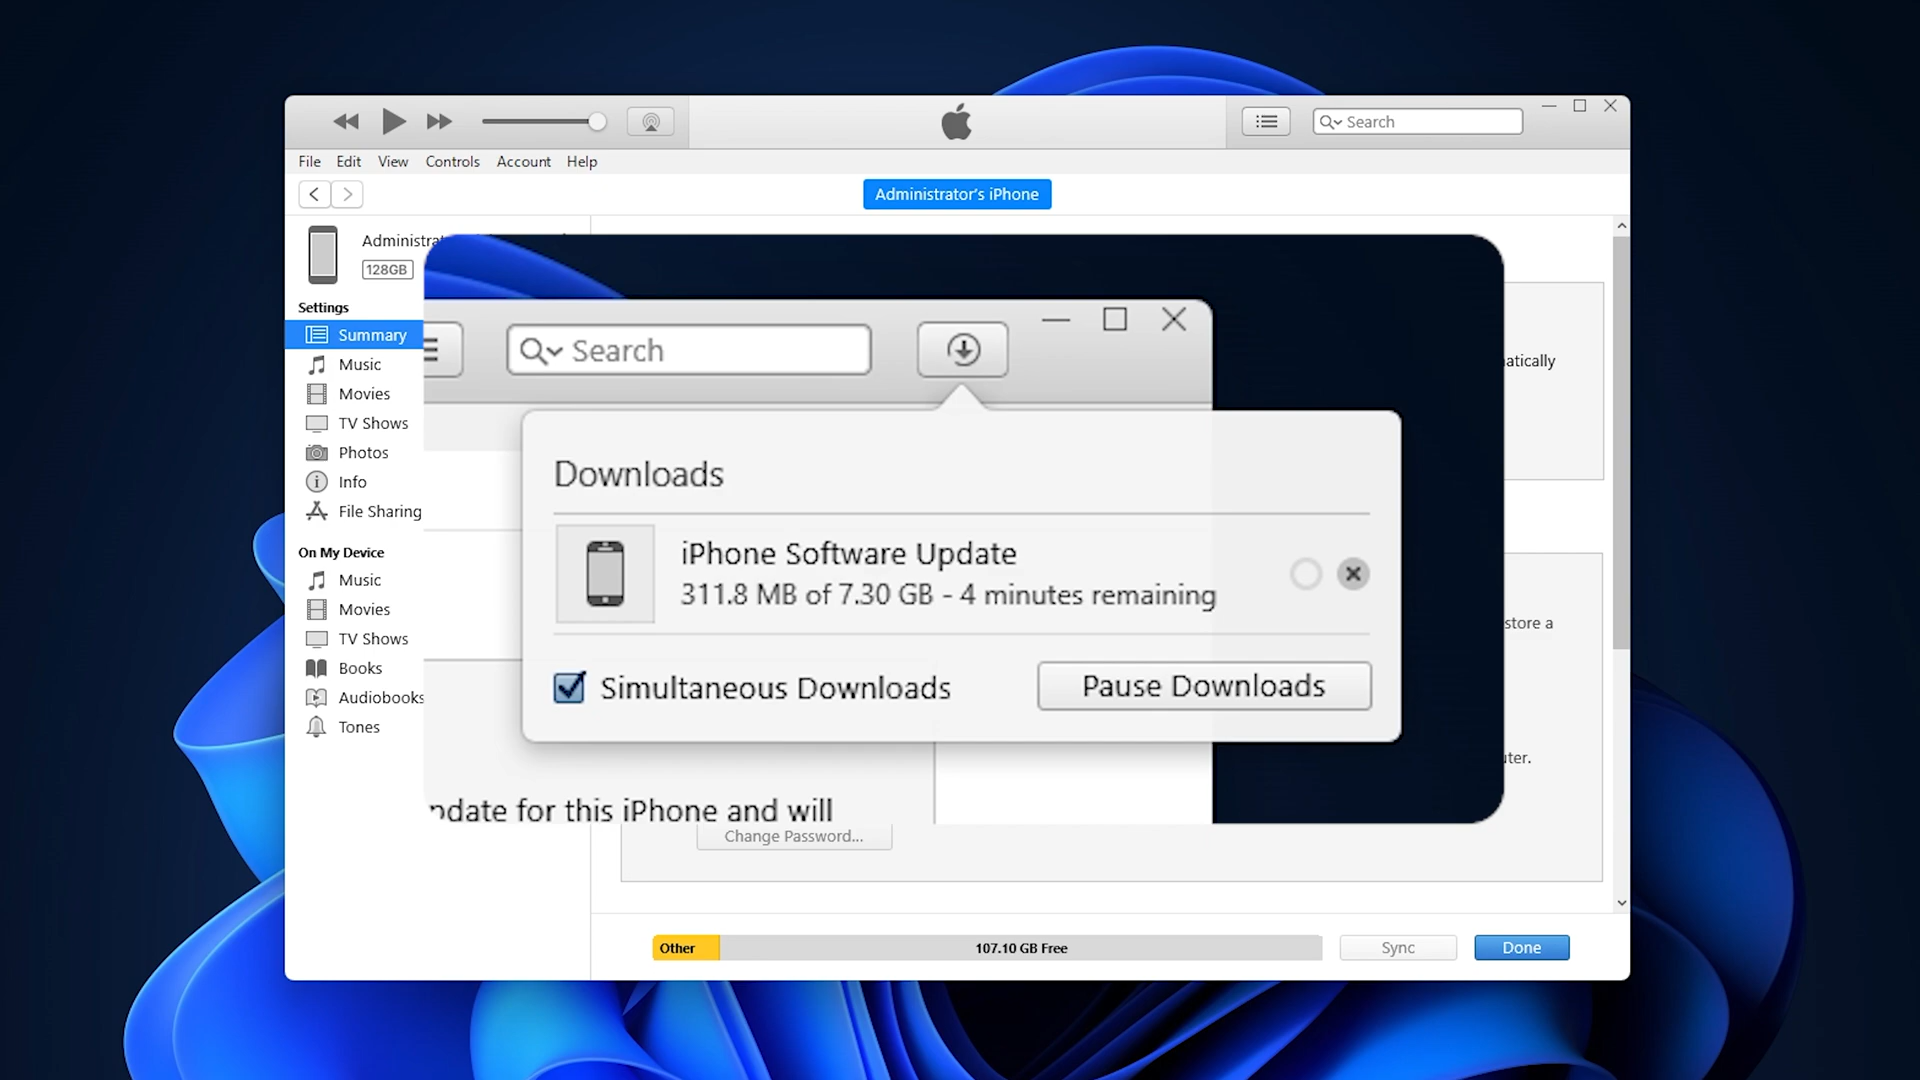 Search
File Edit View Controls Account Help
Administrator's iPhone
128GB
Settings
Summary
Music
Movies
TV Shows
Photos
Info
File Sharing
On My Device
Music
Movies
TV Shows
Books
Audiobooks
Tones
Search
Downloads
iPhone Software Update
311.8 MB of 7.30 GB - 4 minutes remaining
Simultaneous Downloads
Pause Downloads
for this iPhone and will
store a
Change Password...
Other
107.10 GB Free
Sync
Done